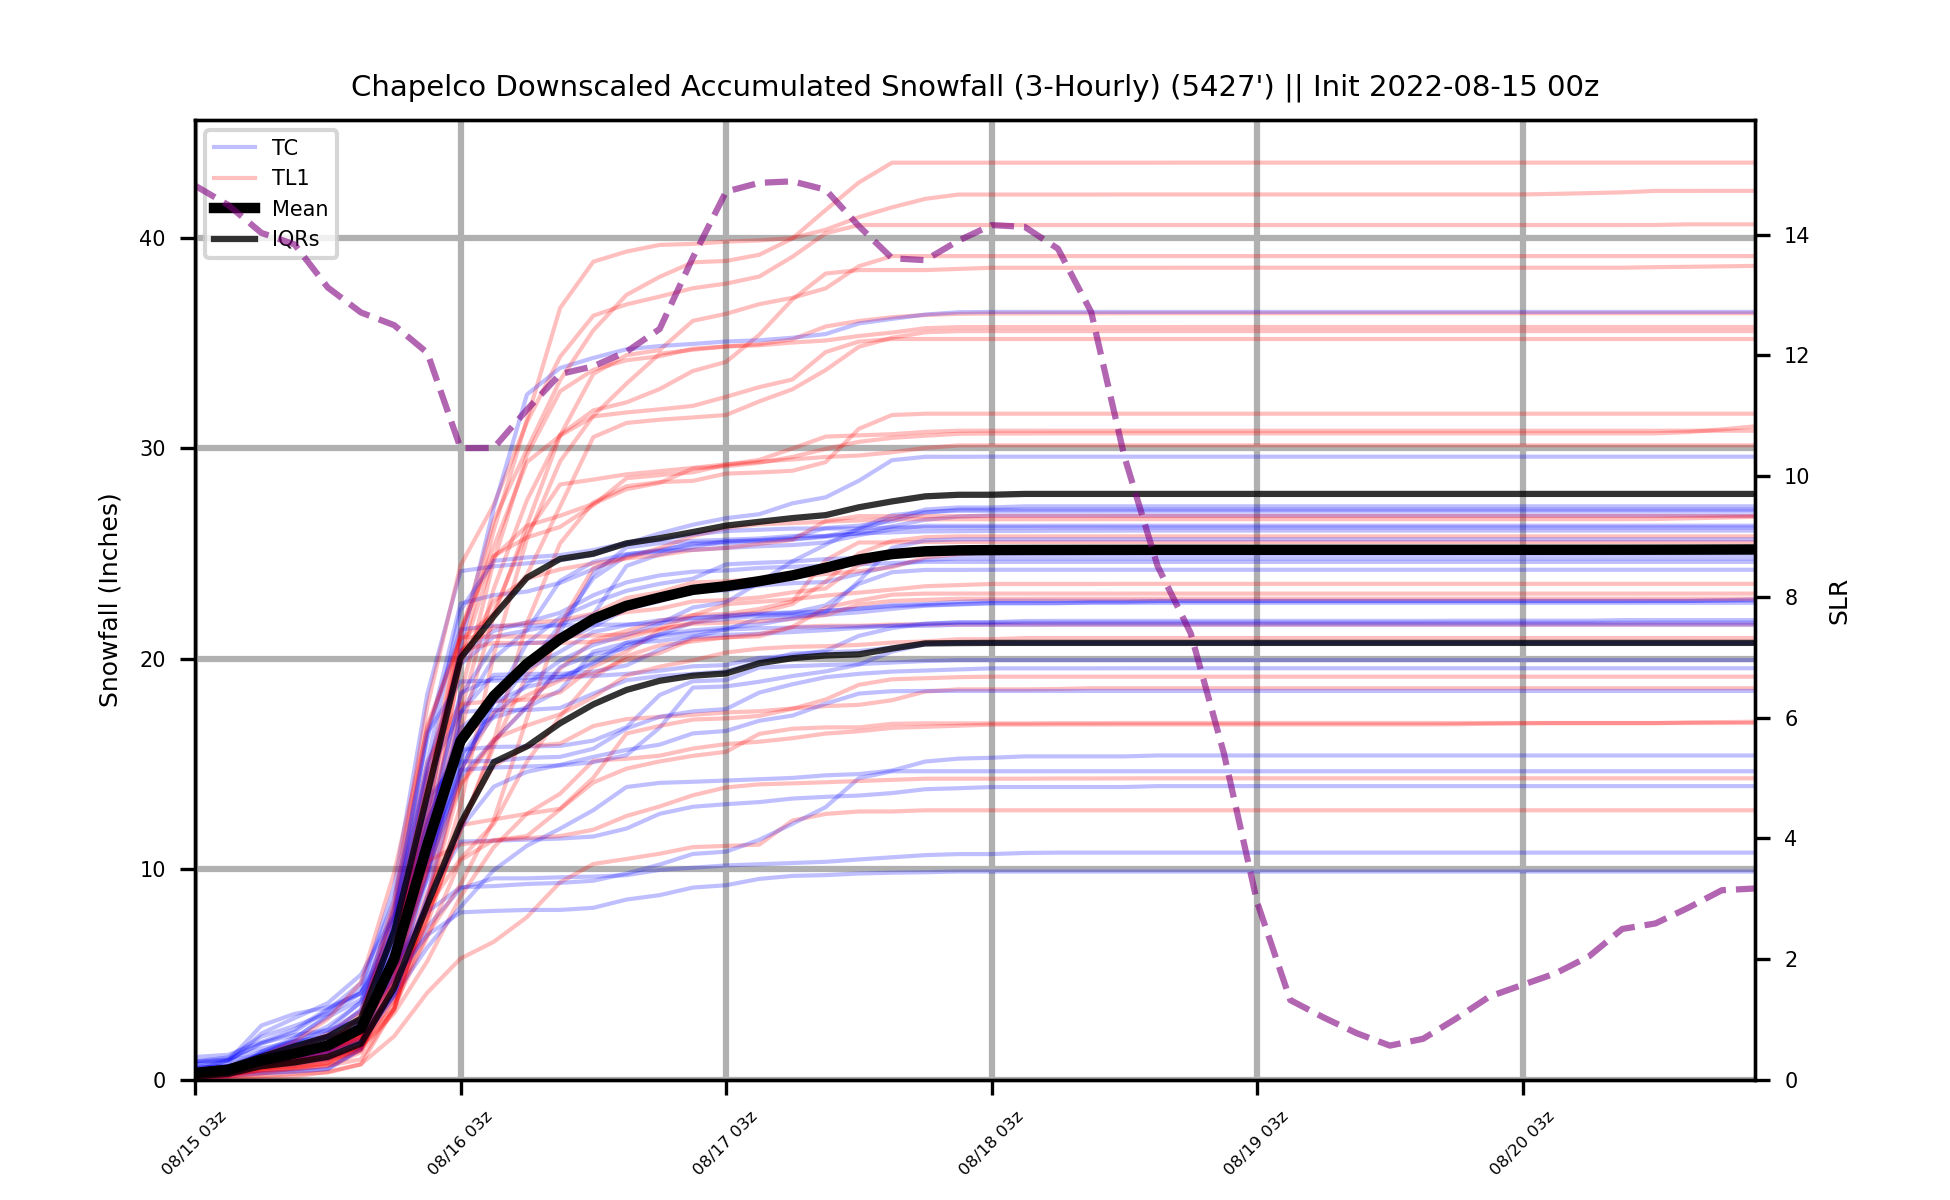 Chapelco Downscaled Accumulated Snowfall (3-Hourly) (5427') || Init 2022-08-15 00z
TC
TL1
Mean
IQRs
Snowfall (Inches)
40
30
20
10
0
SLR
14
12
10
8
6
4
2
0
08/15 03z
08/16 03z
08/17 03z
08/18 03z
08/19 03z
08/20 03z